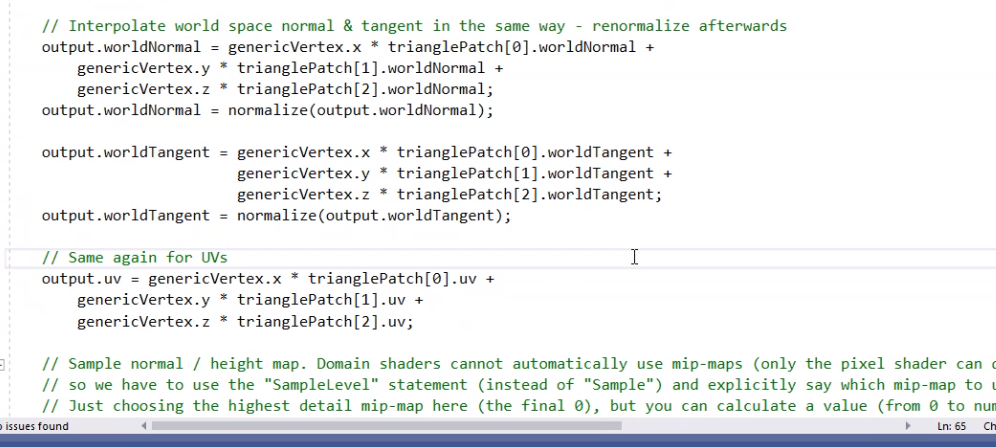 // Interpolate world space normal & tangent in the same way - renormalize afterwards
output.worldNormal = genericVertex.x * trianglePatch[0].worldNormal +
genericVertex.y * trianglePatch[1].worldNormal +
genericVertex.z * trianglePatch[2].worldNormal;
output.worldNormal = normalize(output.worldNormal);
output.worldTangent = genericVertex.x * trianglePatch[0].worldTangent +
genericVertex.y * trianglePatch[1].worldTangent +
genericVertex.z * trianglePatch[2].worldTangent;
output.worldTangent = normalize(output.worldTangent);
// Same again for UVs
output.uv = genericVertex.x * trianglePatch[0].uv +
genericVertex.y * trianglePatch[1].uv +
genericVertex.z * trianglePatch[2].uv;
// Sample normal / height map. Domain shaders cannot automatically use mip-maps (only the pixel shader can
// so we have to use the "SampleLevel" statement (instead of "Sample") and explicitly say which mip-map to
// Just choosing the highest detail mip-map here (the final 0), but you can calculate a value (from 0 to
issues found
Ln: 65